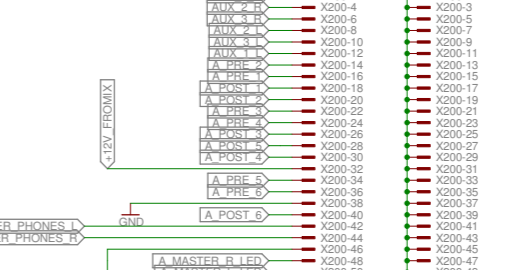 AUX_2_R X200-4 X200-3
AUX_3_R X200-6 X200-5
AUX_2_L X200-8 X200-7
AUX_3_L X200-10 X200-9
AUX_1_L X200-12 X200-11
A_PRE_2 X200-14 X200-13
A_PRE_1 X200-16 X200-15
A_POST_1 X200-18 X200-17
A_POST_2 X200-20 X200-19
A_PRE_3 X200-22 X200-21
A_PRE_4 X200-24 X200-23
A_POST_3 X200-26 X200-25
A_POST_5 X200-28 X200-27
A_POST_4 X200-30 X200-29
+12V_FROMIX
X200-32 X200-31
A_PRE_5 X200-34 X200-33
A_PRE_6 X200-36 X200-35
X200-38 X200-37
GND
A_POST_6 X200-40 X200-39
ER_PHONES_L X200-42 X200-41
ER_PHONES_R X200-44 X200-43
X200-46 X200-45
A_MASTER_R_LED X200-48 X200-47